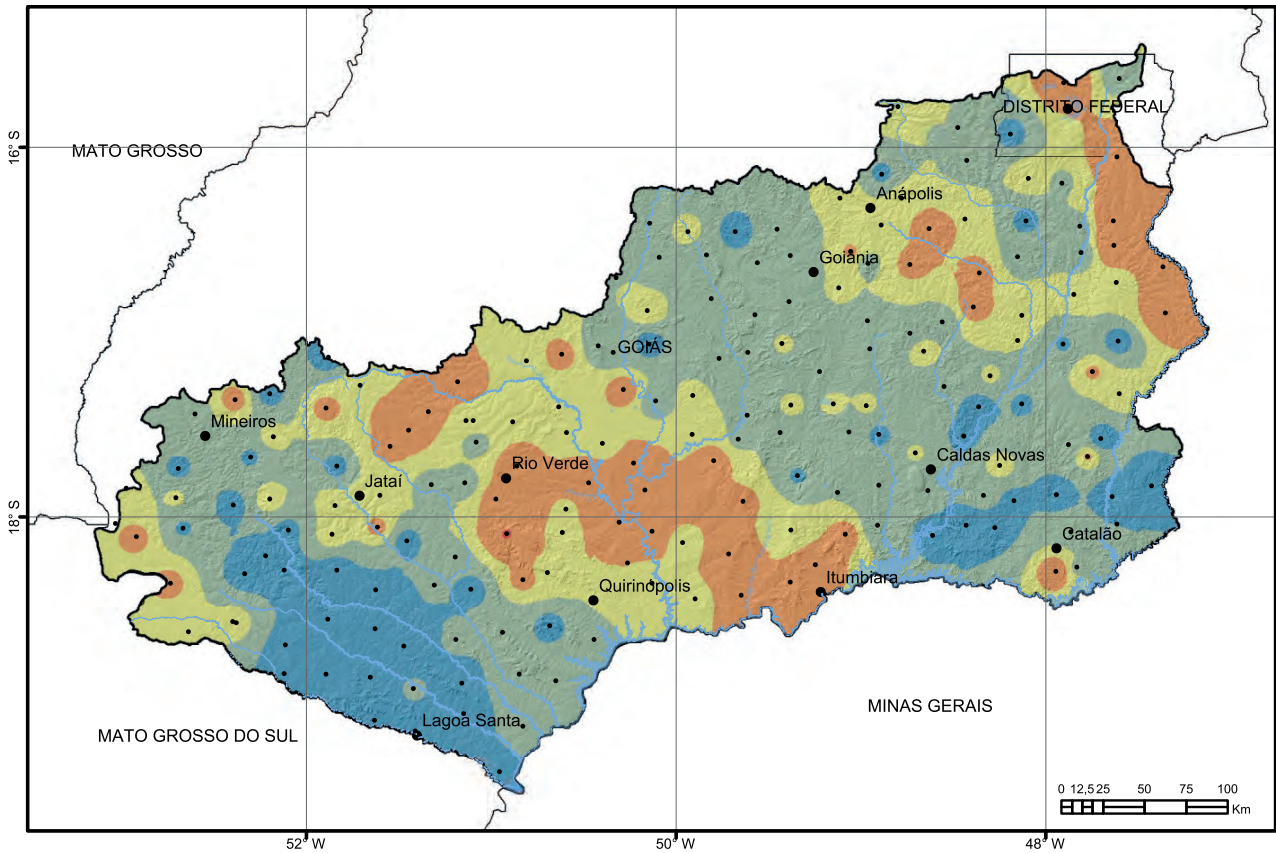 DISTRITO FEDERAL
16° S
MATO GROSSO
Anápolis
Goiânia
GOIÁS
Mineiros
Rio Verde
Caldas Novas
Jataí
18° S
Catalão
Quirinópolis
Itumbiara
MINAS GERAIS
Lagoa Santa
MATO GROSSO DO SUL
0 12,5 25 50 75 100
Km
52° W
50° W
48° W